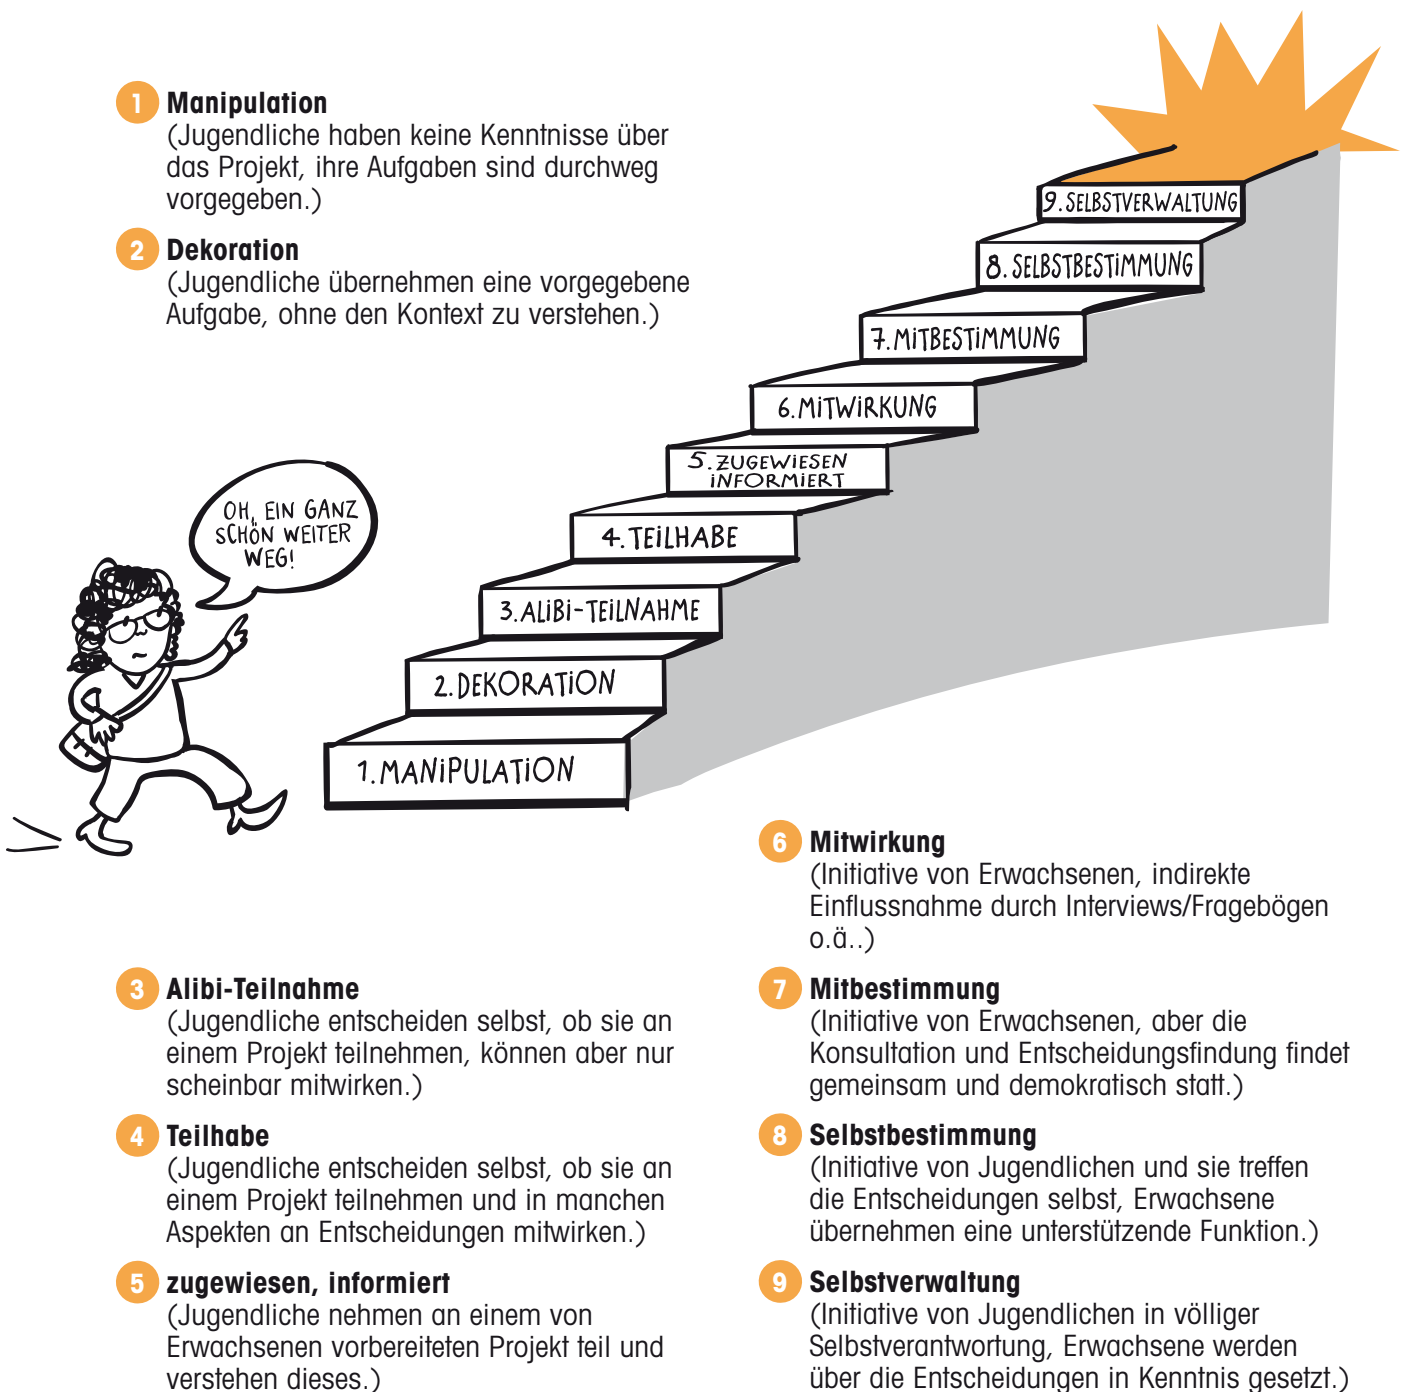 1 Manipulation
(Jugendliche haben keine Kenntnisse über
das Projekt, ihre Aufgaben sind durchweg
vorgegeben.)
2 Dekoration
(Jugendliche übernehmen eine vorgegebene
Aufgabe, ohne den Kontext zu verstehen.)
9. SELBSTVERWALTUNG
8. SELBSTBESTIMMUNG
7. MITBESTIMMUNG
6. MITWIRKUNG
5. ZUGEWIESEN
INFORMIERT
4. TEILHABE
3. ALIBI-TEILNAHME
2. DEKORATION
1. MANIPULATION
OH, EIN GANZ
SCHÖN WEITER
WEG!
3 Alibi-Teilnahme
(Jugendliche entscheiden selbst, ob sie an
einem Projekt teilnehmen, können aber nur
scheinbar mitwirken.)
4 Teilhabe
(Jugendliche entscheiden selbst, ob sie an
einem Projekt teilnehmen und in manchen
Aspekten an Entscheidungen mitwirken.)
5 zugewiesen, informiert
(Jugendliche nehmen an einem von
Erwachsenen vorbereiteten Projekt teil und
verstehen dieses.)
6 Mitwirkung
(Initiative von Erwachsenen, indirekte
Einflussnahme durch Interviews/Fragebögen
o.ä..)
7 Mitbestimmung
(Initiative von Erwachsenen, aber die
Konsultation und Entscheidungsfindung findet
gemeinsam und demokratisch statt.)
8 Selbstbestimmung
(Initiative von Jugendlichen und sie treffen
die Entscheidungen selbst, Erwachsene
übernehmen eine unterstützende Funktion.)
9 Selbstverwaltung
(Initiative von Jugendlichen in völliger
Selbstverantwortung, Erwachsene werden
über die Entscheidungen in Kenntnis gesetzt.)